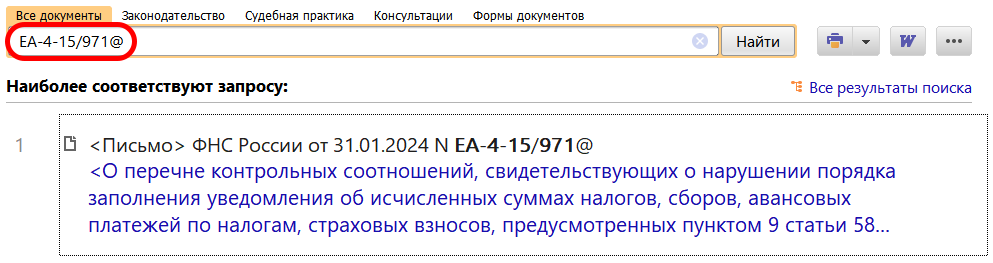 Все документы Законодательство Судебная практика Консультации Формы документов
ЕА-4-15/971@ Найти W
Наиболее соответствуют запросу: Все результаты поиска
1 <Письмо> ФНС России от 31.01.2024 N ЕА-4-15/971@
<О перечне контрольных соотношений, свидетельствующих о нарушении порядка
заполнения уведомления об исчисленных суммах налогов, сборов, авансовых
платежей по налогам, страховых взносов, предусмотренных пунктом 9 статьи 58...